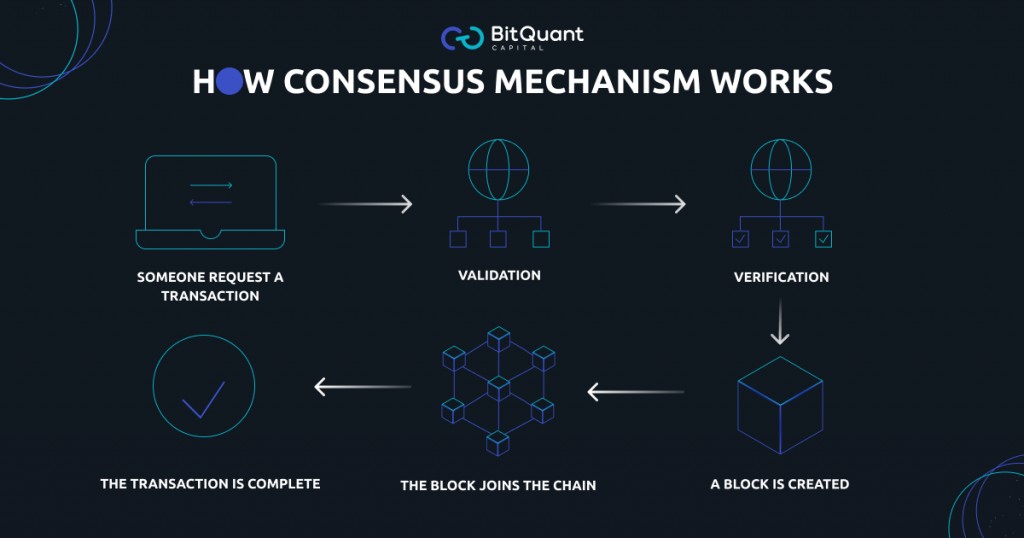 BitQuant
CAPITAL
HOW CONSENSUS MECHANISM WORKS
SOMEONE REQUEST A
TRANSACTION
VALIDATION
VERIFICATION
THE TRANSACTION IS COMPLETE
THE BLOCK JOINS THE CHAIN
A BLOCK IS CREATED